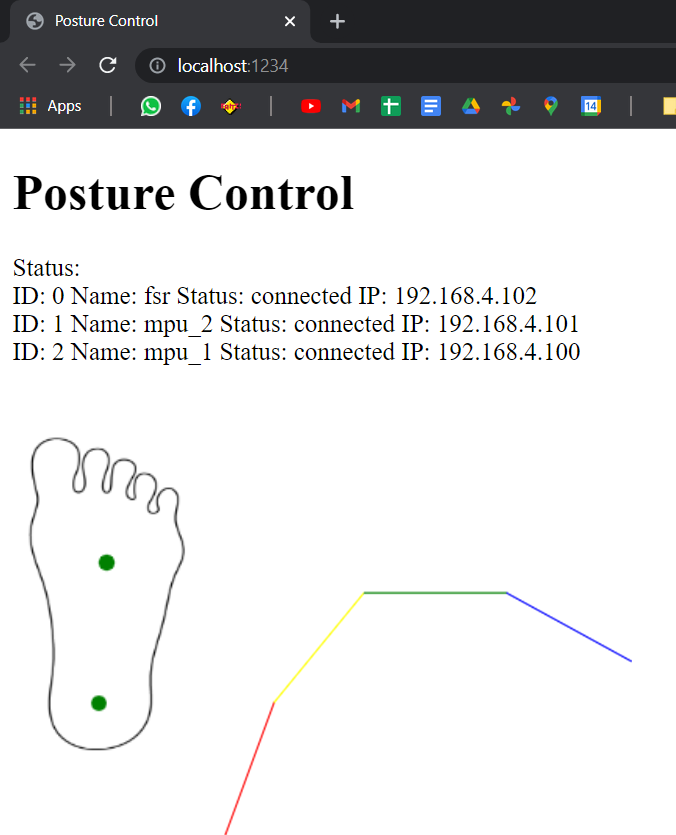 Posture Control
localhost:1234
Apps
14
Posture Control
Status:
ID: 0 Name: fsr Status: connected IP: 192.168.4.102
ID: 1 Name: mpu_2 Status: connected IP: 192.168.4.101
ID: 2 Name: mpu_1 Status: connected IP: 192.168.4.100